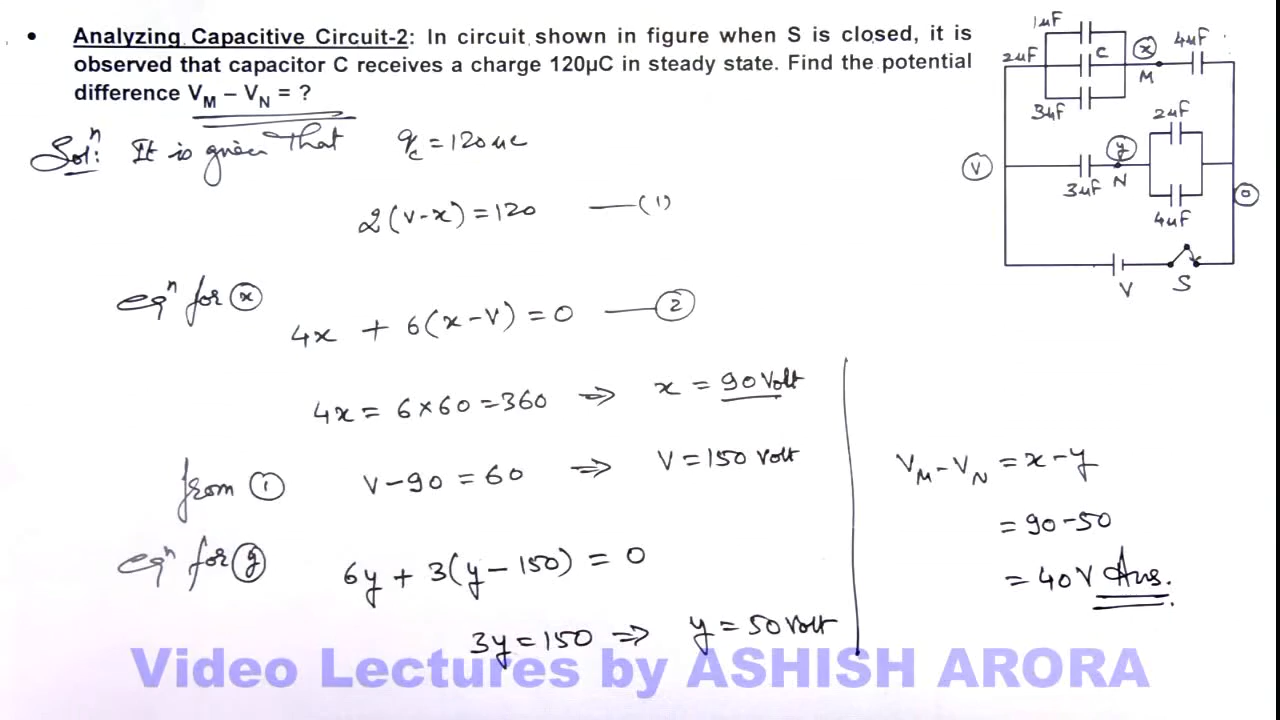 • Analyzing Capacitive Circuit-2: In circuit shown in figure when S is closed, it is
observed that capacitor C receives a charge 120μC in steady state. Find the potential
difference V_M – V_N = ?
Solⁿ: It is given That q_c = 120 μc
2(V-x) = 120 —(1)
eqⁿ for (x)
4x + 6(x-V) = 0 — (2)
4x = 6×60 = 360 ⇒ x = 90 Volt
from (1) V-90 = 60 ⇒ V = 150 volt
eqⁿ for (y) 6y + 3(y-150) = 0
3y = 150 ⇒ y = 50 volt
V_M - V_N = x-y
= 90-50
= 40V Ans.
1μF
2μF C (x) 4μF
M
3μF
2μF
(V) (y) (0)
3μF N
4μF
V S
Video Lectures by ASHISH ARORA